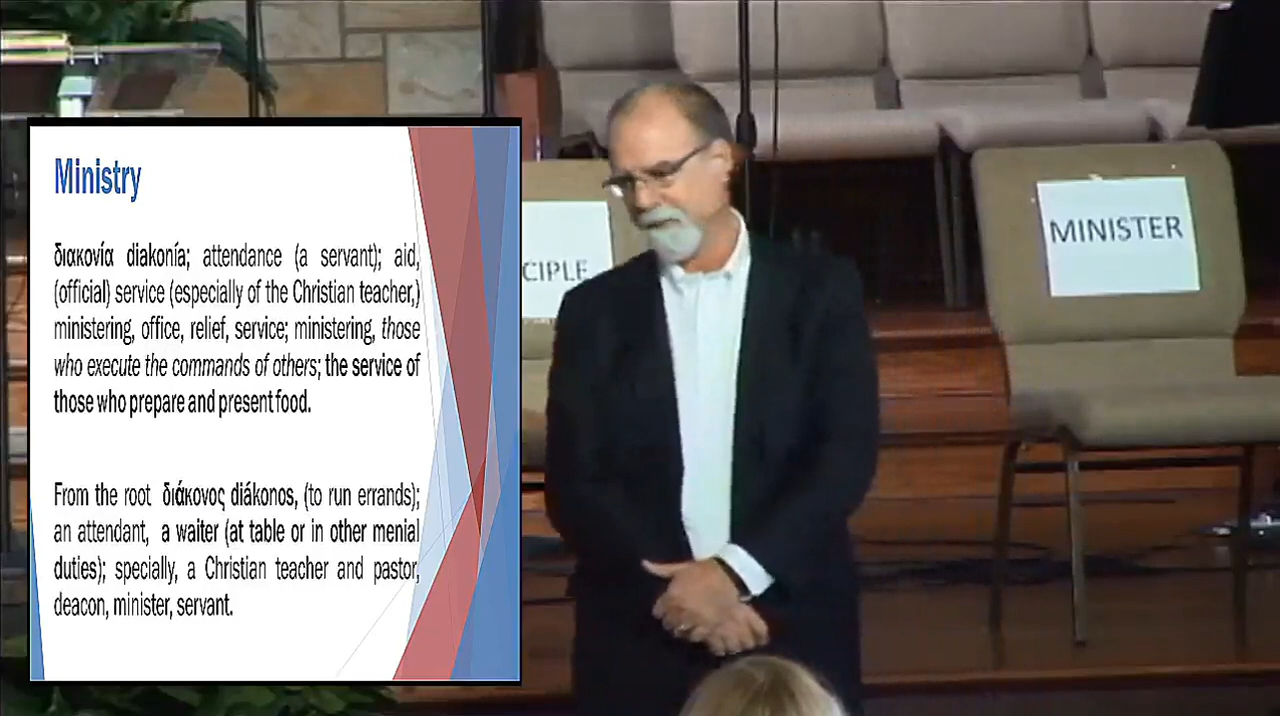 Ministry
διακονία diakonía; attendance (a servant); aid,
(official) service (especially of the Christian teacher,)
ministering, office, relief, service; ministering, those
who execute the commands of others; the service of
those who prepare and present food.
From the root διάκονος diákonos, (to run errands);
an attendant, a waiter (at table or in other menial
duties); specially, a Christian teacher and pastor,
deacon, minister, servant.
CIPLE
MINISTER